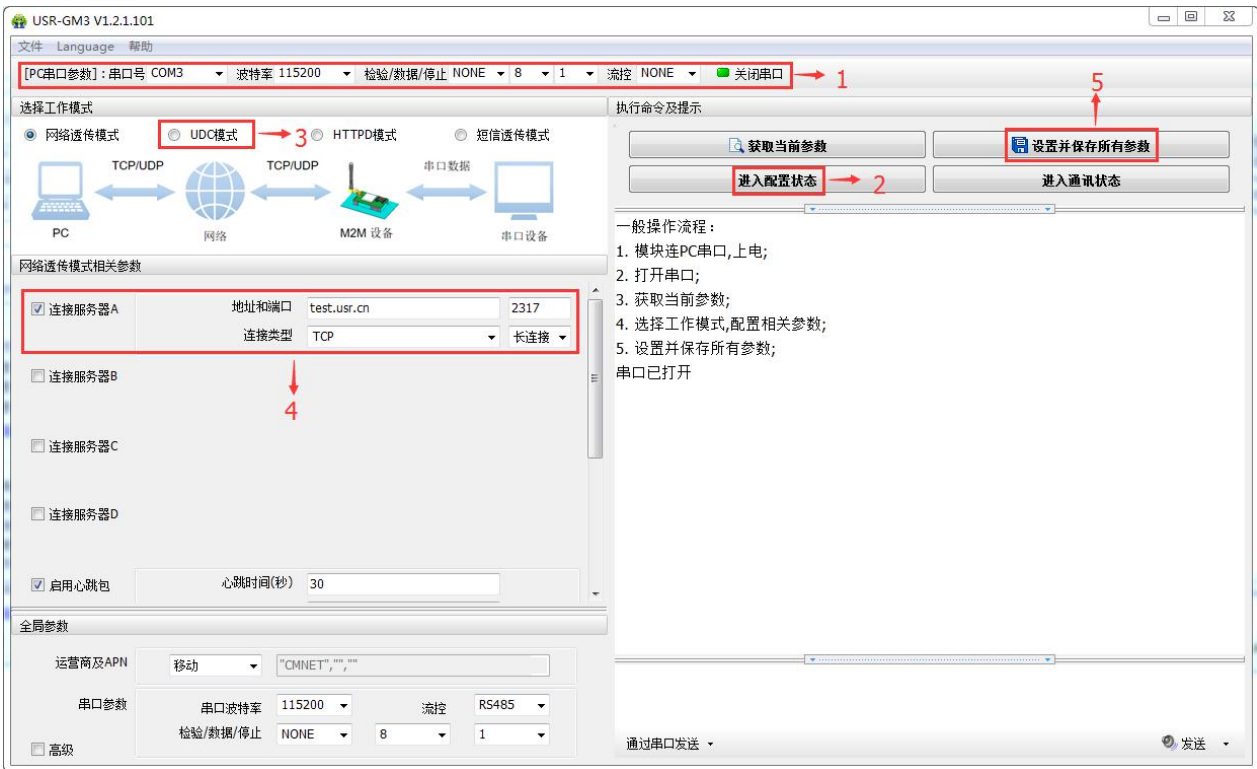 USR-GM3 V1.2.1.101
文件 Language 帮助
[PC串口参数]:串口号 COM3 波特率 115200 检验/数据/停止 NONE 8 1 流控 NONE 关闭串口 1
5
选择工作模式
网络透传模式 UDC模式 3 HTTPD模式 短信透传模式
TCP/UDP TCP/UDP 串口数据
PC 网络 M2M 设备 串口设备
网络透传模式相关参数
连接服务器A 地址和端口 test.usr.cn 2317
连接类型 TCP 长连接
4
连接服务器B
连接服务器C
连接服务器D
启用心跳包 心跳时间(秒) 30
全局参数
运营商及APN 移动 "CMNET","",""
串口参数 串口波特率 115200 流控 RS485
检验/数据/停止 NONE 8 1
高级
执行命令及提示
获取当前参数 设置并保存所有参数
进入配置状态 2 进入通讯状态
一般操作流程:
1. 模块连PC串口,上电;
2. 打开串口;
3. 获取当前参数;
4. 选择工作模式,配置相关参数;
5. 设置并保存所有参数;
串口已打开
通过串口发送 发送